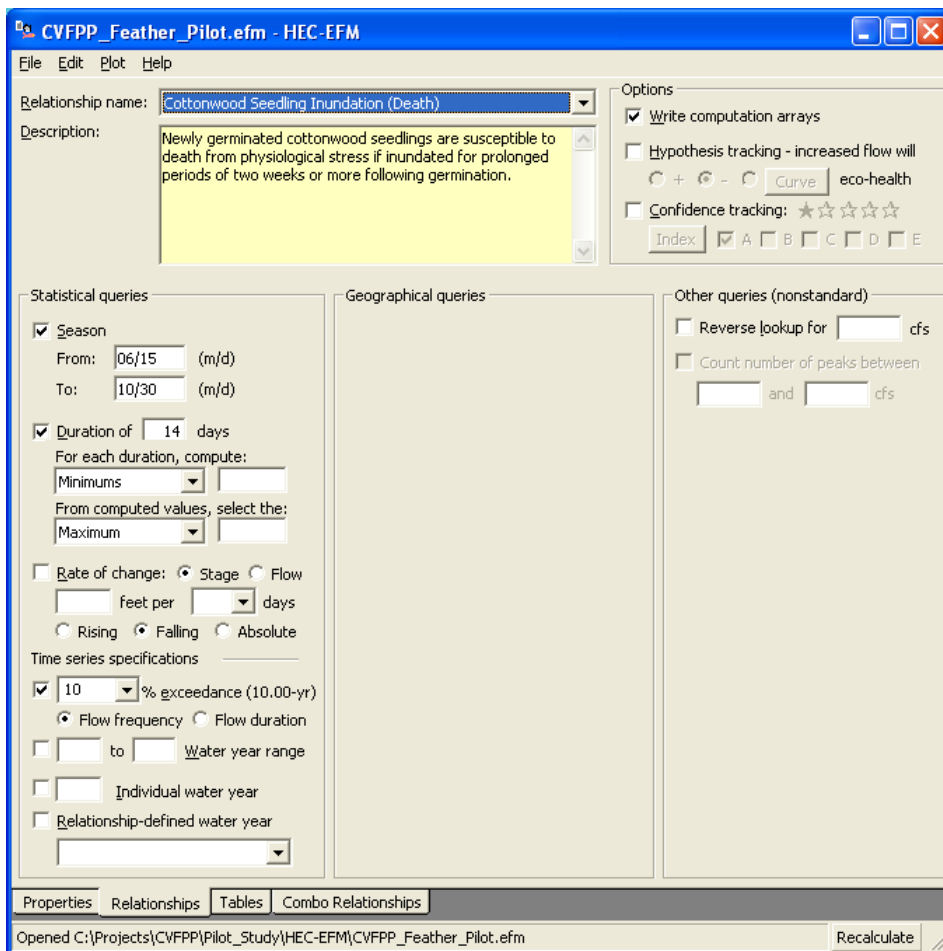 CVFPP_Feather_Pilot.efm - HEC-EFM
File Edit Plot Help
Relationship name: Cottonwood Seedling Inundation (Death)
Description:
Newly germinated cottonwood seedlings are susceptible to
death from physiological stress if inundated for prolonged
periods of two weeks or more following germination.
Options
Write computation arrays
Hypothesis tracking - increased flow will
+ - Curve eco-health
Confidence tracking:
Index A B C D E
Statistical queries
Season
From: 06/15 (m/d)
To: 10/30 (m/d)
Duration of 14 days
For each duration, compute:
Minimums
From computed values, select the:
Maximum
Rate of change: Stage Flow
feet per days
Rising Falling Absolute
Time series specifications
10 % exceedance (10.00-yr)
Flow frequency Flow duration
to Water year range
Individual water year
Relationship-defined water year
Geographical queries
Other queries (nonstandard)
Reverse lookup for cfs
Count number of peaks between
and cfs
Properties Relationships Tables Combo Relationships
Opened C:\Projects\CVFPP\Pilot_Study\HEC-EFM\CVFPP_Feather_Pilot.efm Recalculate